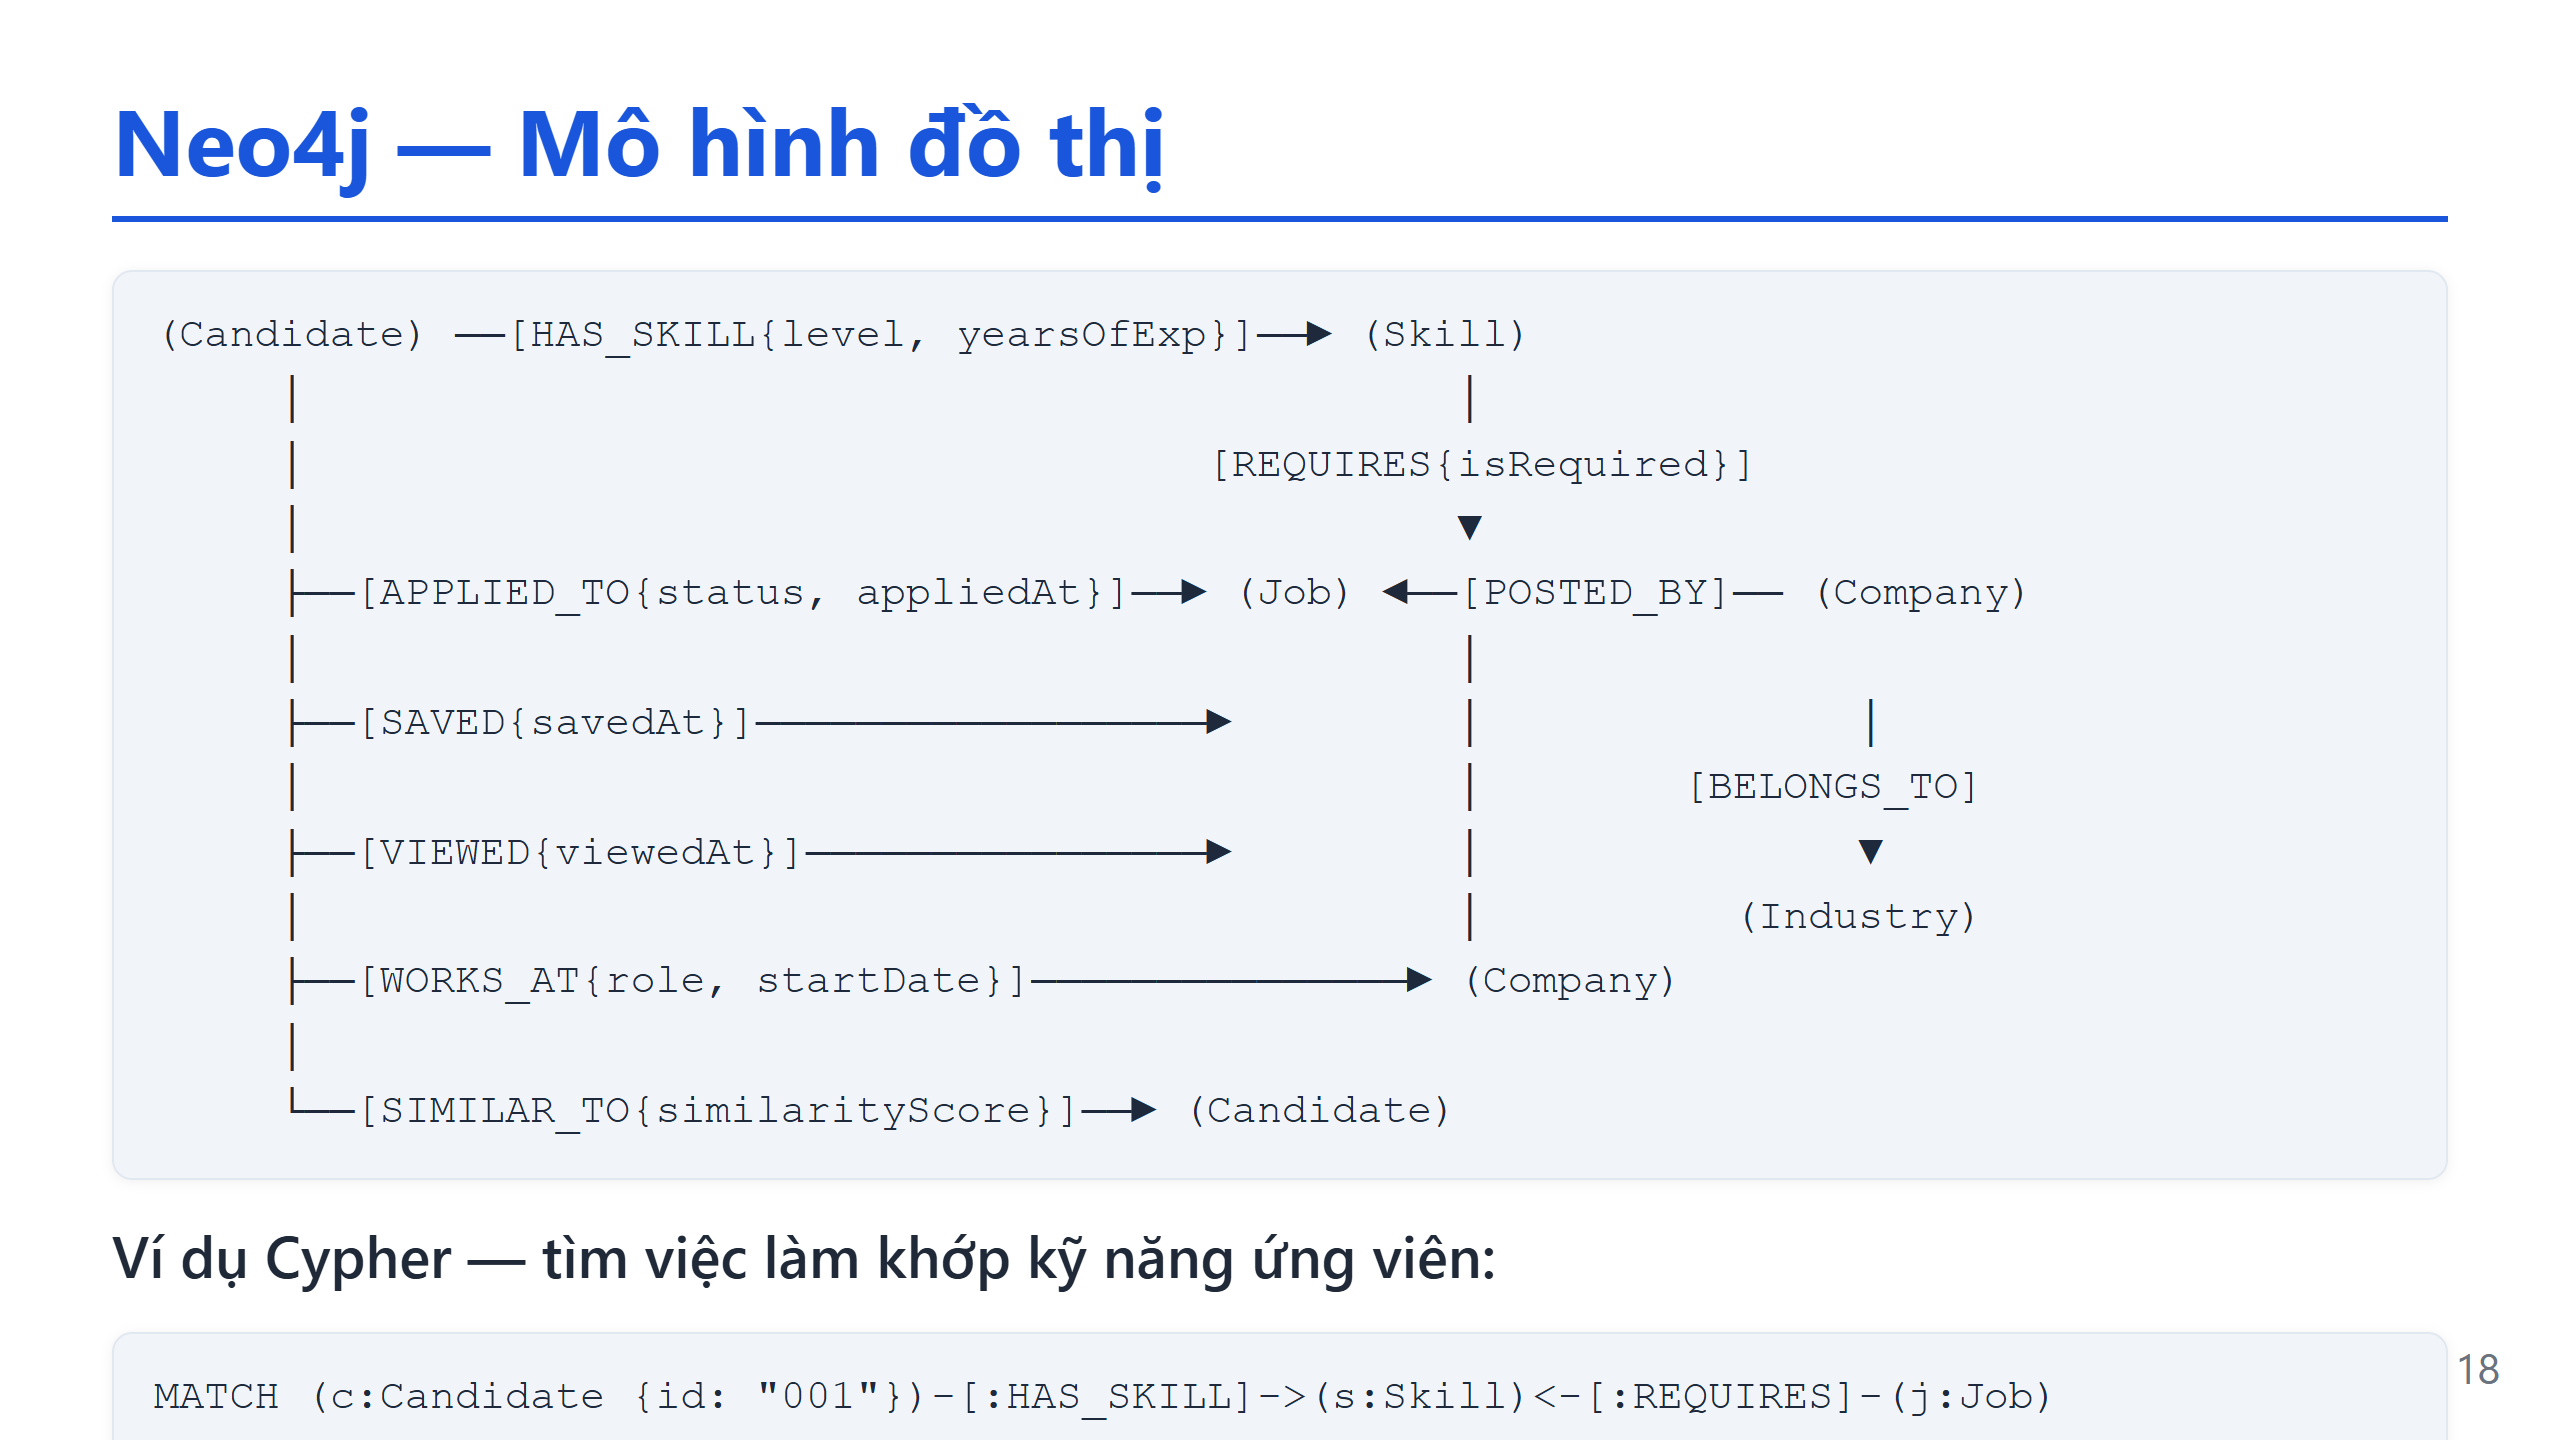 Neo4j — Mô hình đồ thị
(Candidate) ──[HAS_SKILL{level, yearsOfExp}]──► (Skill)
│ │
│ [REQUIRES{isRequired}]
│ ▼
├──[APPLIED_TO{status, appliedAt}]──► (Job) ◄──[POSTED_BY]── (Company)
│ │
├──[SAVED{savedAt}]──────────────────► │ │
│ │ [BELONGS_TO]
├──[VIEWED{viewedAt}]────────────────► │ ▼
│ │ (Industry)
├──[WORKS_AT{role, startDate}]───────────────► (Company)
│
└──[SIMILAR_TO{similarityScore}]──► (Candidate)
Ví dụ Cypher — tìm việc làm khớp kỹ năng ứng viên:
MATCH (c:Candidate {id: "001"})-[:HAS_SKILL]->(s:Skill)<-[:REQUIRES]-(j:Job)
18